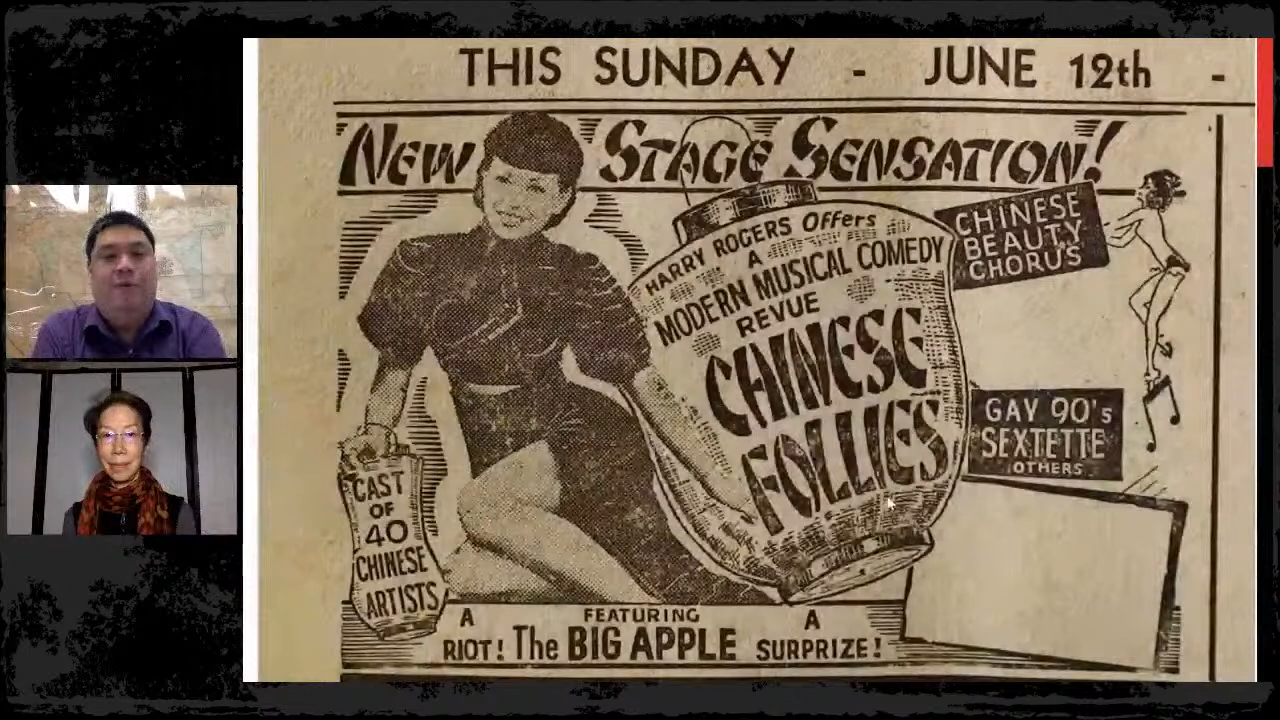 THIS SUNDAY - JUNE 12th -
NEW STAGE SENSATION!
HARRY ROGERS Offers
A
MODERN MUSICAL COMEDY
REVUE
CHINESE
FOLLIES
CHINESE
BEAUTY
CHORUS
GAY 90's
SEXTETTE
OTHERS
CAST
OF
40
CHINESE
ARTISTS
A RIOT!
FEATURING
The BIG APPLE
A SURPRIZE!